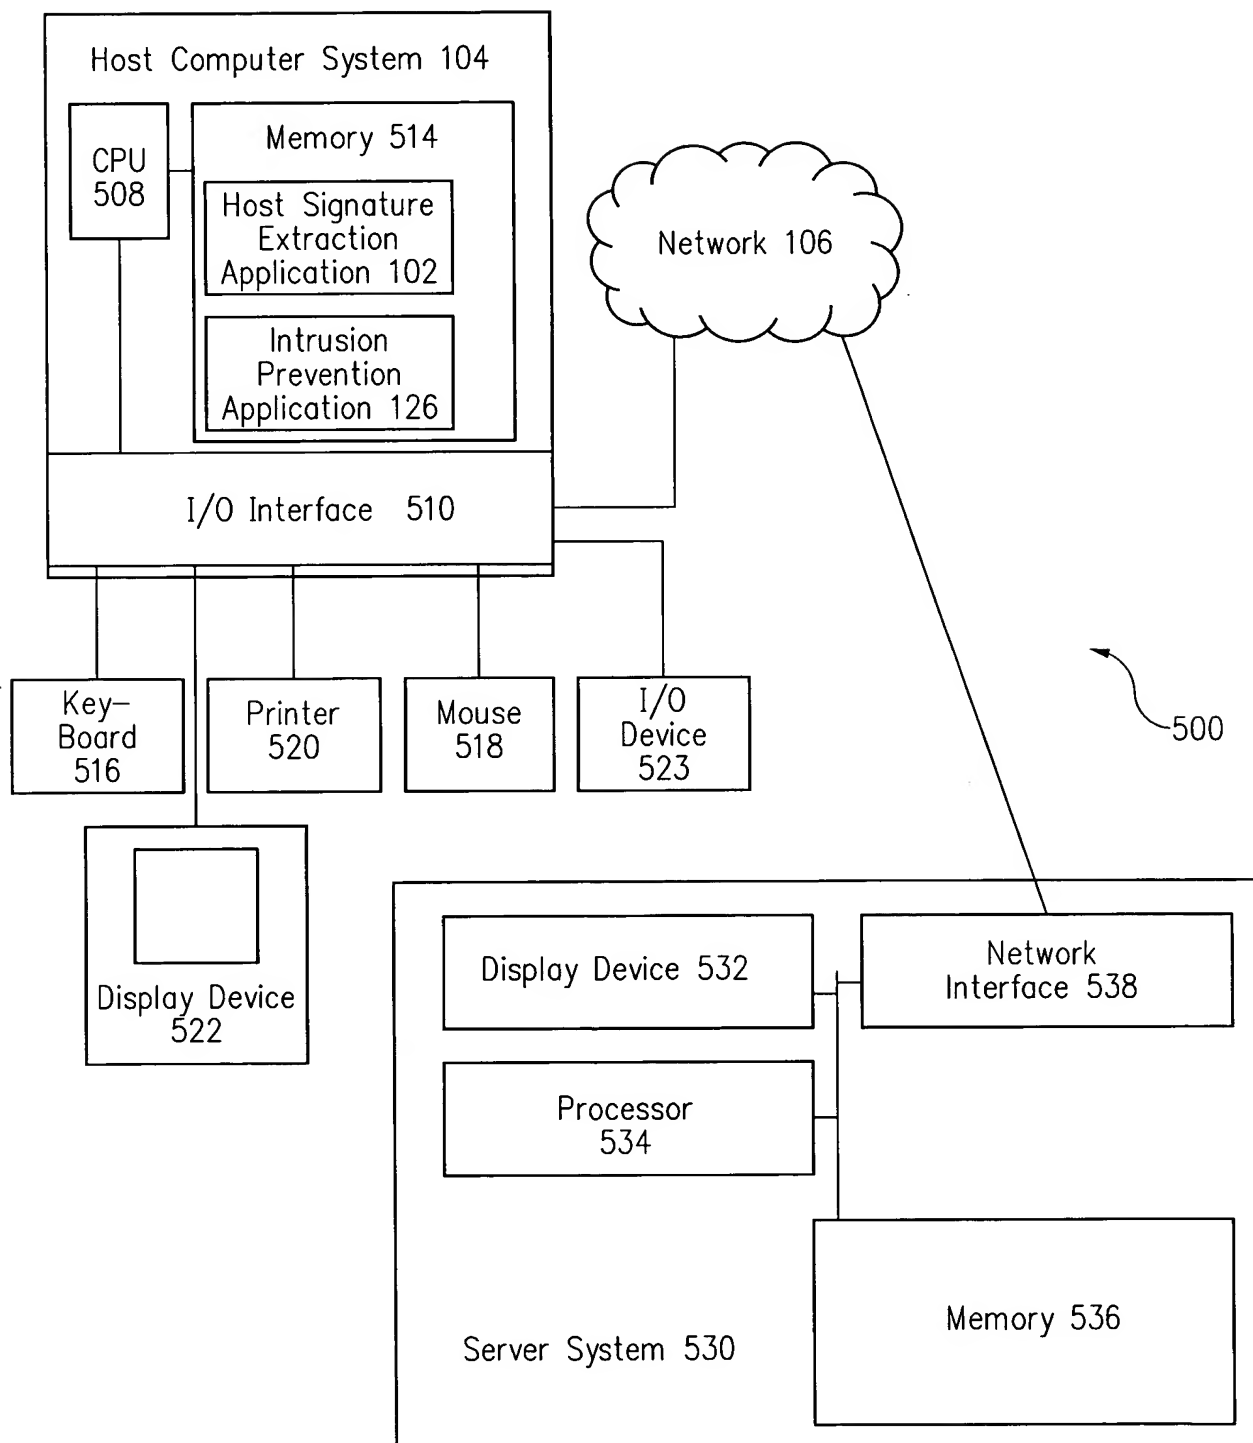 Host Computer System 104
CPU
508
Memory 514
Host Signature
Extraction
Application 102
Intrusion
Prevention
Application 126
I/O Interface 510
Network 106
Key-
Board
516
Printer
520
Mouse
518
I/O
Device
523
500
Display Device
522
Display Device 532
Network
Interface 538
Processor
534
Memory 536
Server System 530